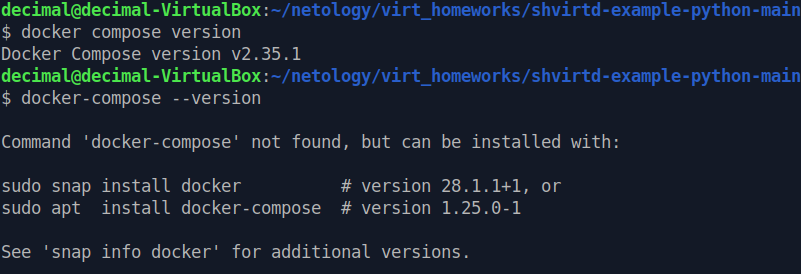 decimal@decimal-VirtualBox:~/netology/virt_homeworks/shvirtd-example-python-main
$ docker compose version
Docker Compose version v2.35.1
decimal@decimal-VirtualBox:~/netology/virt_homeworks/shvirtd-example-python-main
$ docker-compose --version
Command 'docker-compose' not found, but can be installed with:
sudo snap install docker          # version 28.1.1+1, or
sudo apt  install docker-compose  # version 1.25.0-1
See 'snap info docker' for additional versions.